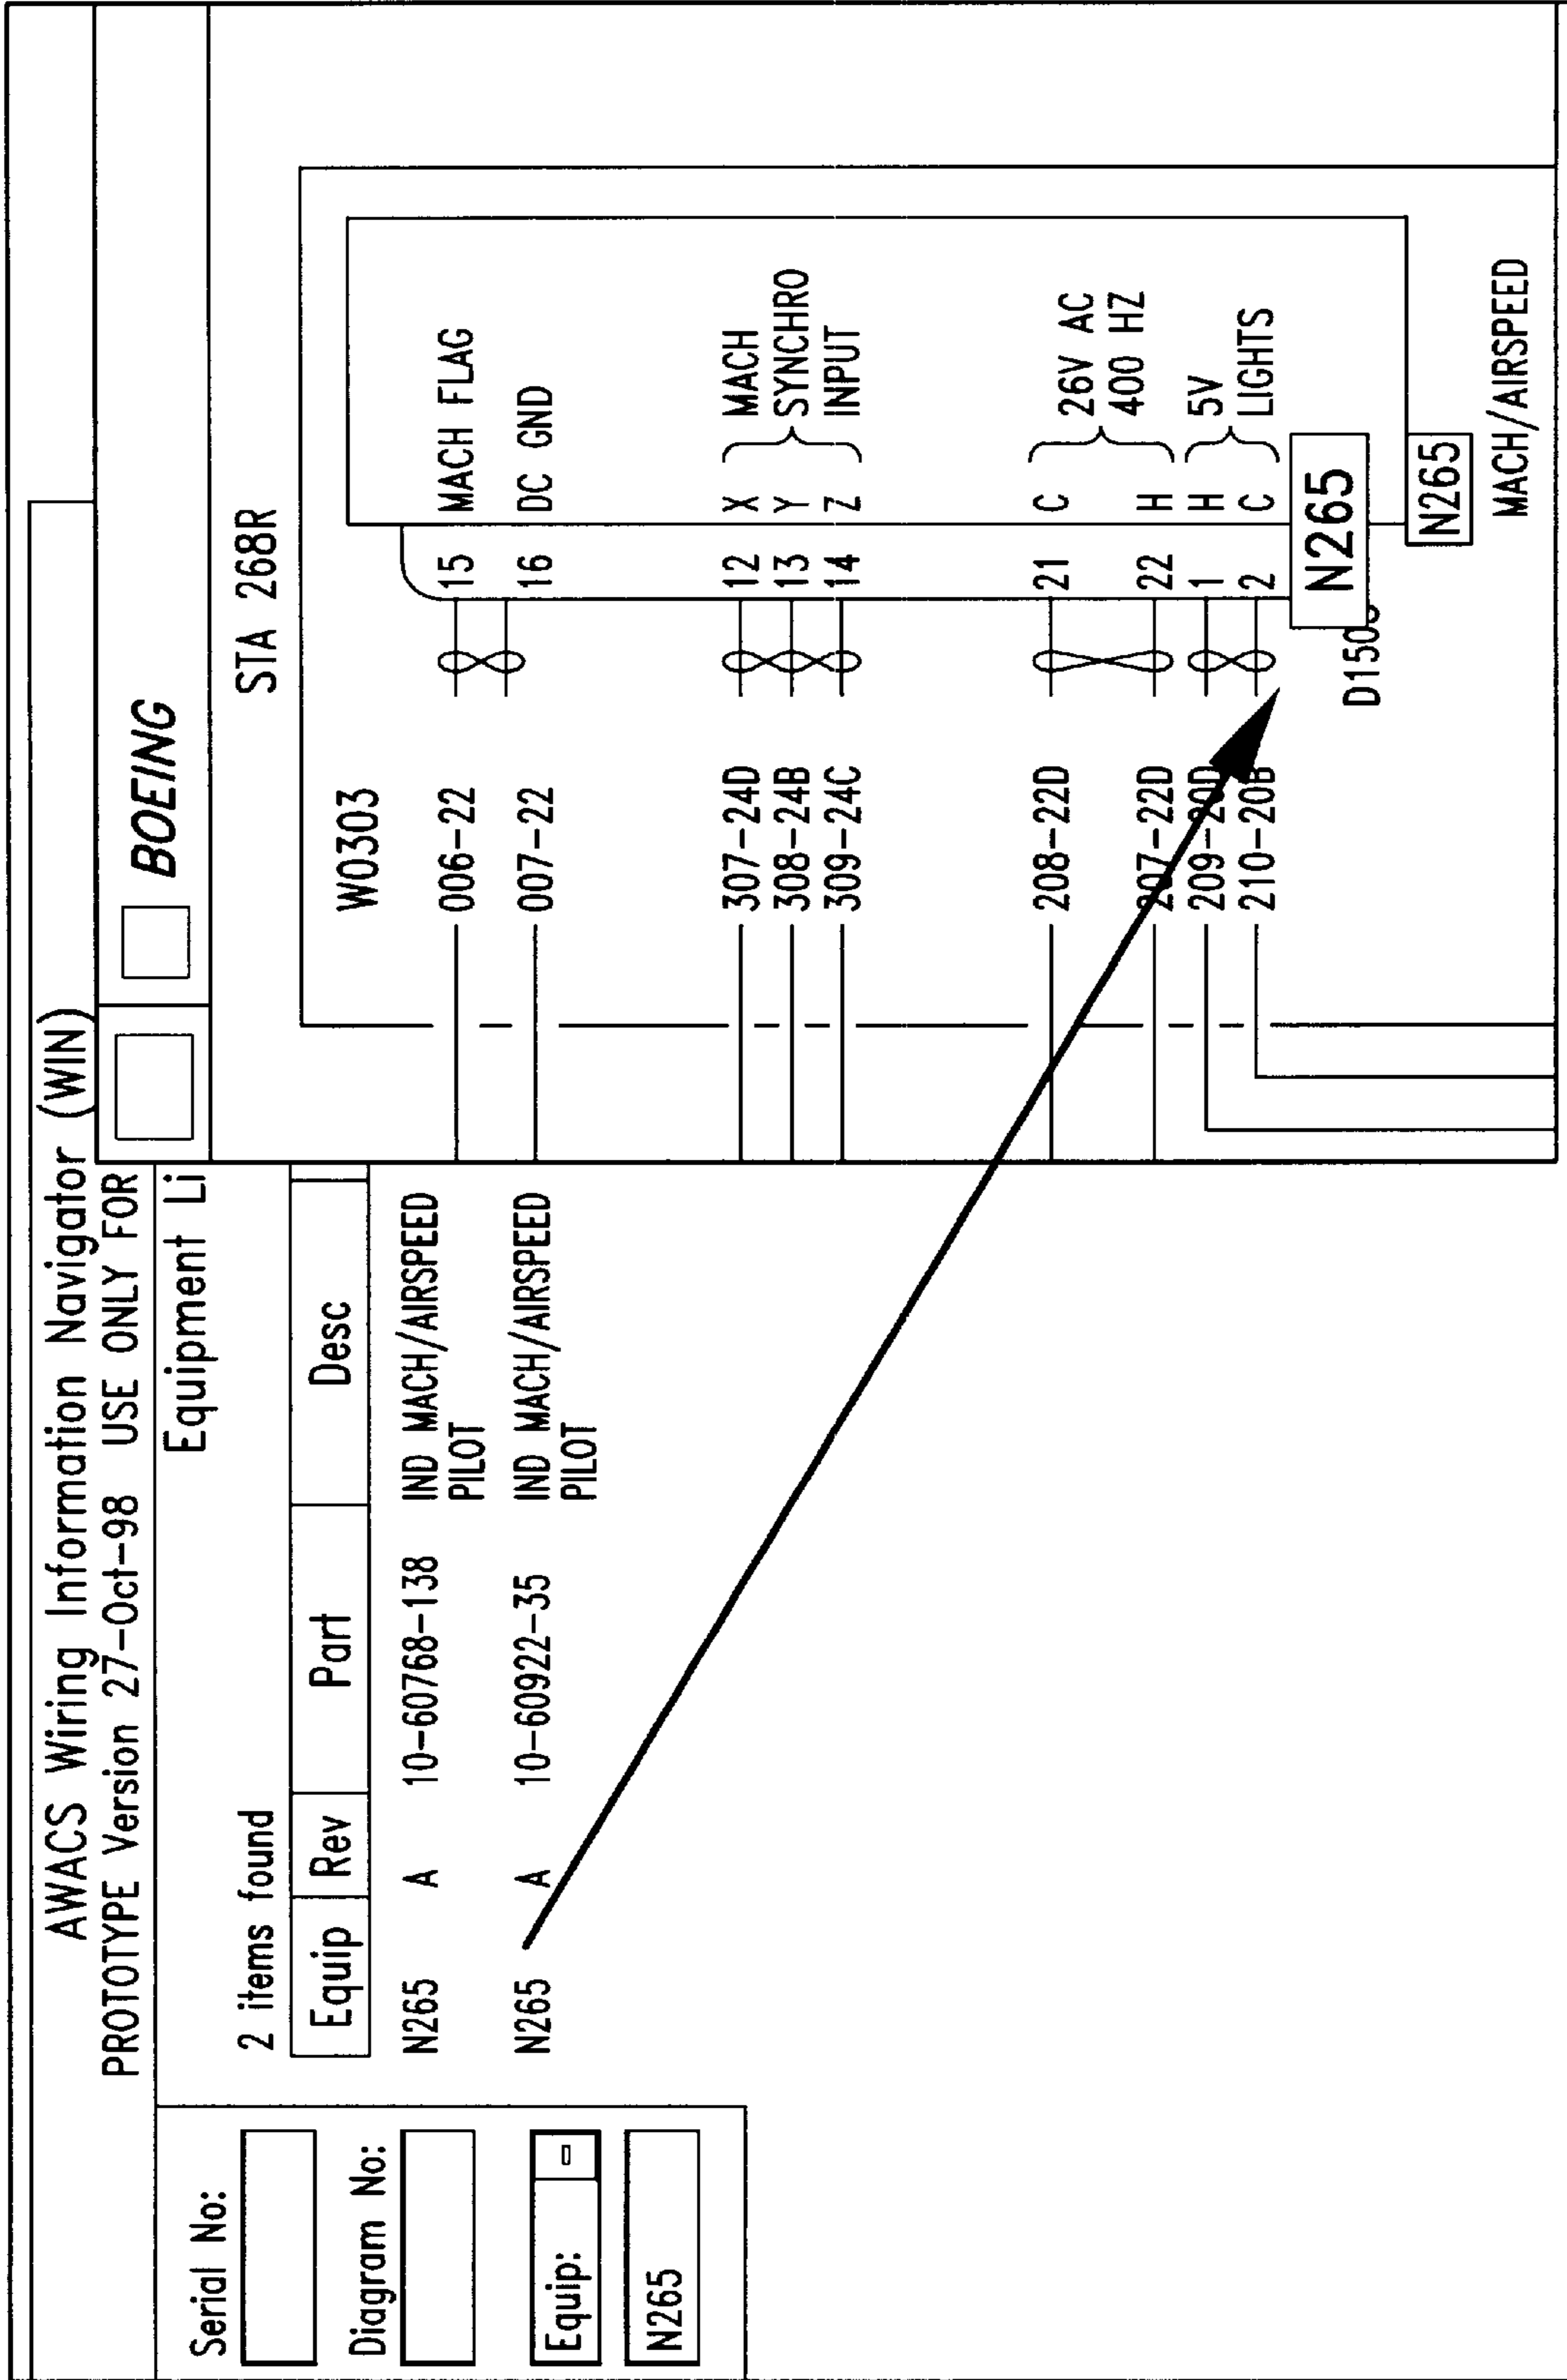 AWACS Wiring Information Navigator (WIN)
PROTOTYPE Version 27-Oct-98 USE ONLY FOR
Serial No:
Diagram No:
Equip:
N265
Equipment Li
2 items found
Equip Rev Part Desc
N265 A 10-60768-138 IND MACH/AIRSPEED
PILOT
N265 A 10-60922-35 IND MACH/AIRSPEED
PILOT
BOEING
STA 268R
W0303
006-22 15 MACH FLAG
007-22 16 DC GND
307-24D 12 X MACH
308-24B 13 Y SYNCHRO
309-24C 14 Z INPUT
208-22D 21 C 26V AC
400 HZ
207-22D 22 H
209-20D 1 H 5V
210-20B 2 C LIGHTS
N265
N265
MACH/AIRSPEED